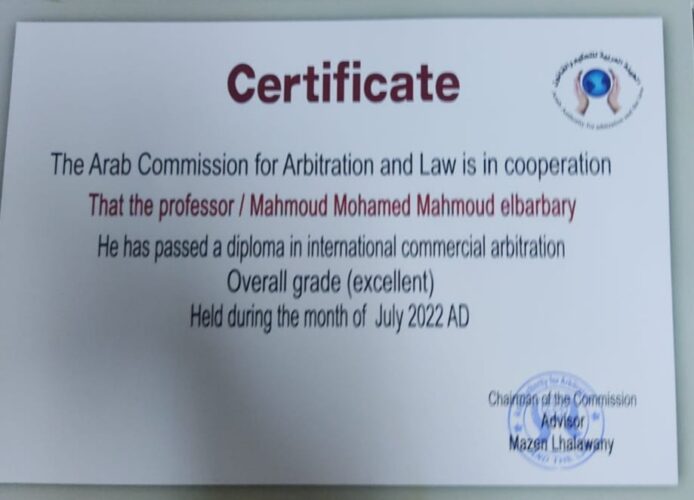 Certificate
The Arab Commission for Arbitration and Law is in cooperation
That the professor / Mahmoud Mohamed Mahmoud elbarbary
He has passed a diploma in international commercial arbitration
Overall grade (excellent)
Held during the month of July 2022 AD
Chairman of the Commission
Advisor
Mazen Lhalawany